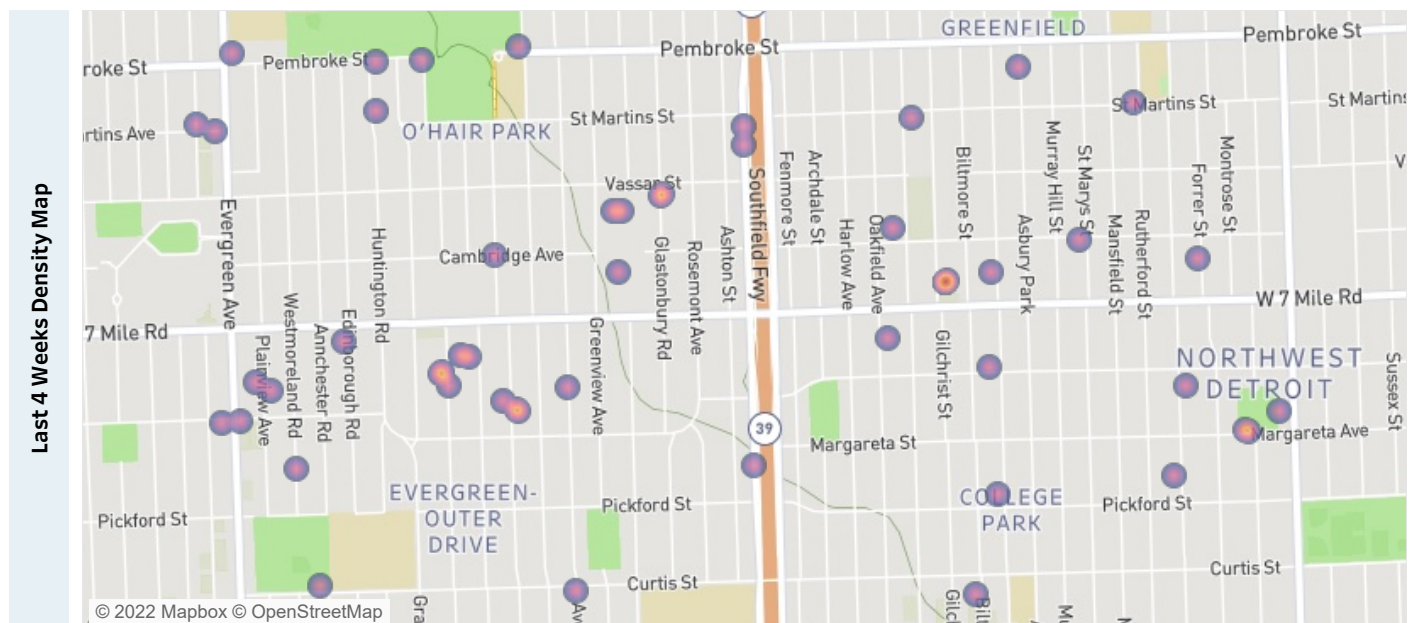 Last 4 Weeks Density Map
GREENFIELD
Pembroke St
Pembroke St
Pembroke St
roke St
St Martins St
St Martins
St Martins St
rtins Ave
O'HAIR PARK
Vassar St
V
Murray Hill St
St Marys St
Montrose St
Forrer St
Biltmore St
Archdale St
Fenmore St
Southfield Fwy
Evergreen Ave
Huntington Rd
Cambridge Ave
Glastonbury Rd
Rosemont Ave
Ashton St
Harlow Ave
Oakfield Ave
Asbury Park
Mansfield St
Rutherford St
W 7 Mile Rd
7 Mile Rd
Plainview Ave
Westmoreland Rd
Annchester Rd
Edinborough Rd
Greenview Ave
Gilchrist St
NORTHWEST
DETROIT
Sussex St
39
Margareta St
Margareta Ave
EVERGREEN-
OUTER
DRIVE
Pickford St
Pickford St
COLLEGE
PARK
Pickford St
Curtis St
Curtis St
Gra
Av
Gilcl
Bilt
Mu
M
© 2022 Mapbox © OpenStreetMap